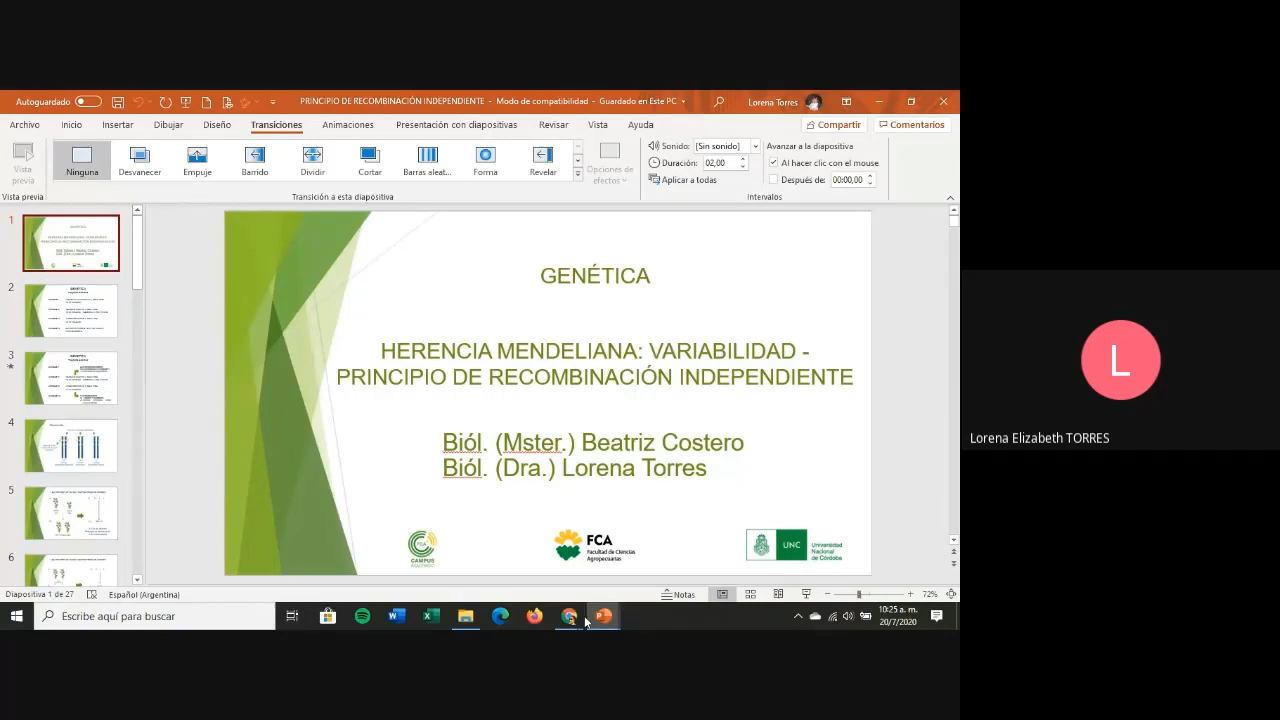 Autoguardado
PRINCIPIO DE RECOMBINACIÓN INDEPENDIENTE - Modo de compatibilidad - Guardado en Este PC
Lorena Torres
Archivo Inicio Insertar Dibujar Diseño Transiciones Animaciones Presentación con diapositivas Revisar Vista Ayuda
Compartir Comentarios
Vista previa
Ninguna Desvanecer Empuje Barrido Dividir Cortar Barras aleat... Forma Revelar
Opciones de efectos
Sonido: [Sin sonido]
Duración: 02,00
Aplicar a todas
Avanzar a la diapositiva
Al hacer clic con el mouse
Después de: 00:00,00
Vista previa
Transición a esta diapositiva
Intervalos
1
2
3
4
5
6
GENÉTICA
HERENCIA MENDELIANA: VARIABILIDAD -
PRINCIPIO DE RECOMBINACIÓN INDEPENDIENTE
Biól. (Mster.) Beatriz Costero
Biól. (Dra.) Lorena Torres
CAMPUS
FCA
Facultad de Ciencias
Agropecuarias
UNC
Universidad
Nacional
de Córdoba
L
Lorena Elizabeth TORRES
Diapositiva 1 de 27
Español (Argentina)
Notas
72%
Escribe aquí para buscar
10:25 a. m.
20/7/2020